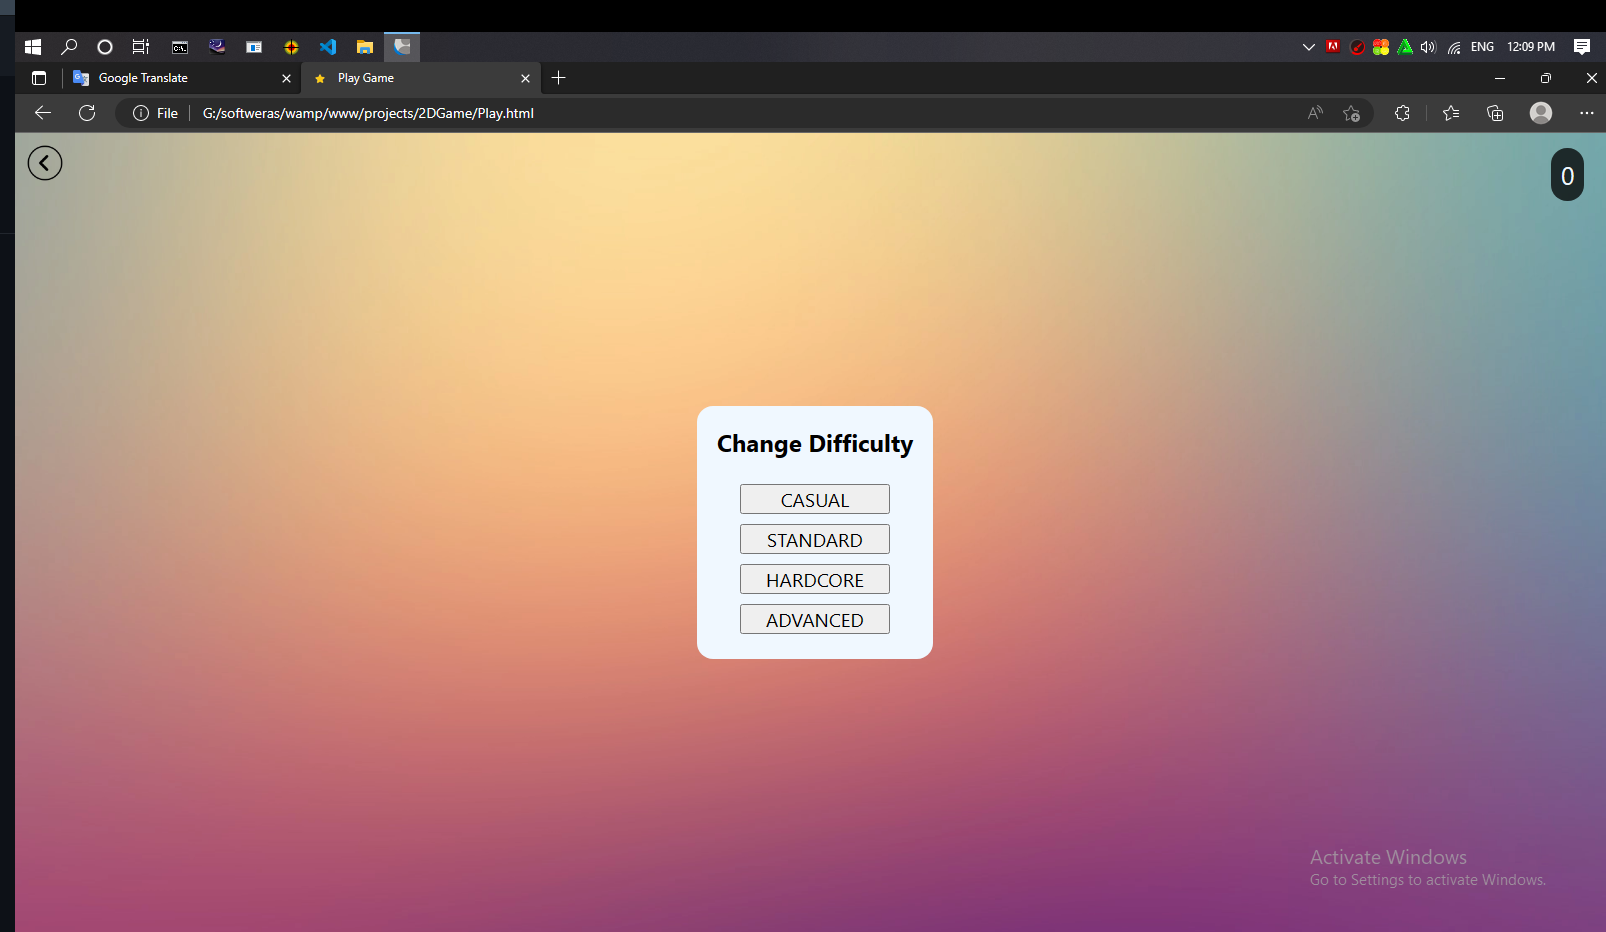 ENG 12:09 PM
Google Translate
Play Game
File G:/softweras/wamp/www/projects/2DGame/Play.html
0
Change Difficulty
CASUAL
STANDARD
HARDCORE
ADVANCED
Activate Windows
Go to Settings to activate Windows.